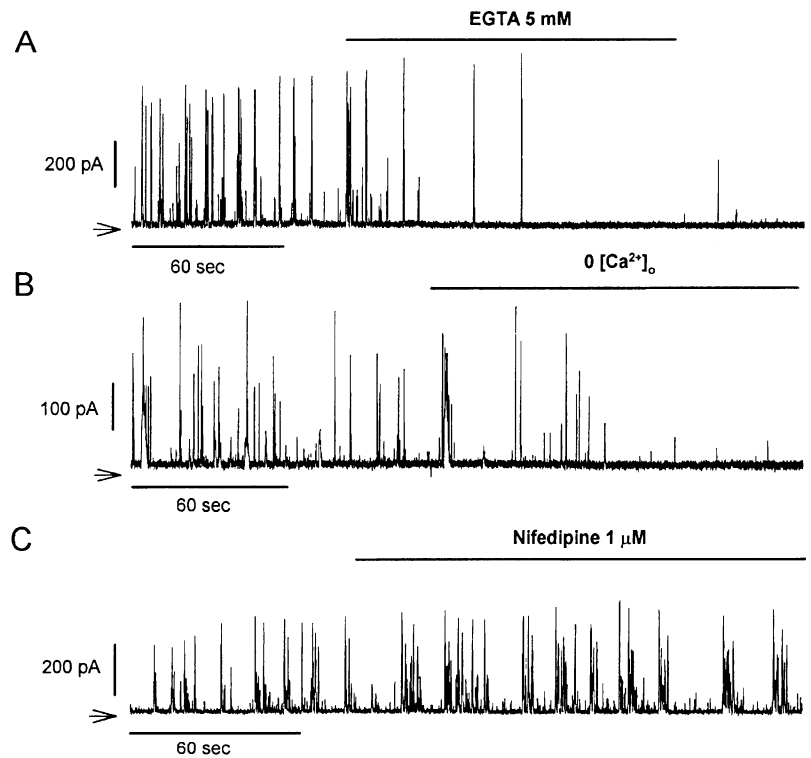 A
EGTA 5 mM
200 pA
60 sec
B
0 [Ca²⁺]ₒ
100 pA
60 sec
C
Nifedipine 1 μM
200 pA
60 sec